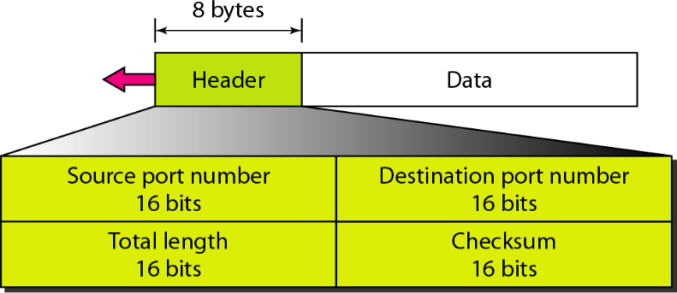 8 bytes
Header
Data
Source port number
16 bits
Destination port number
16 bits
Total length
16 bits
Checksum
16 bits